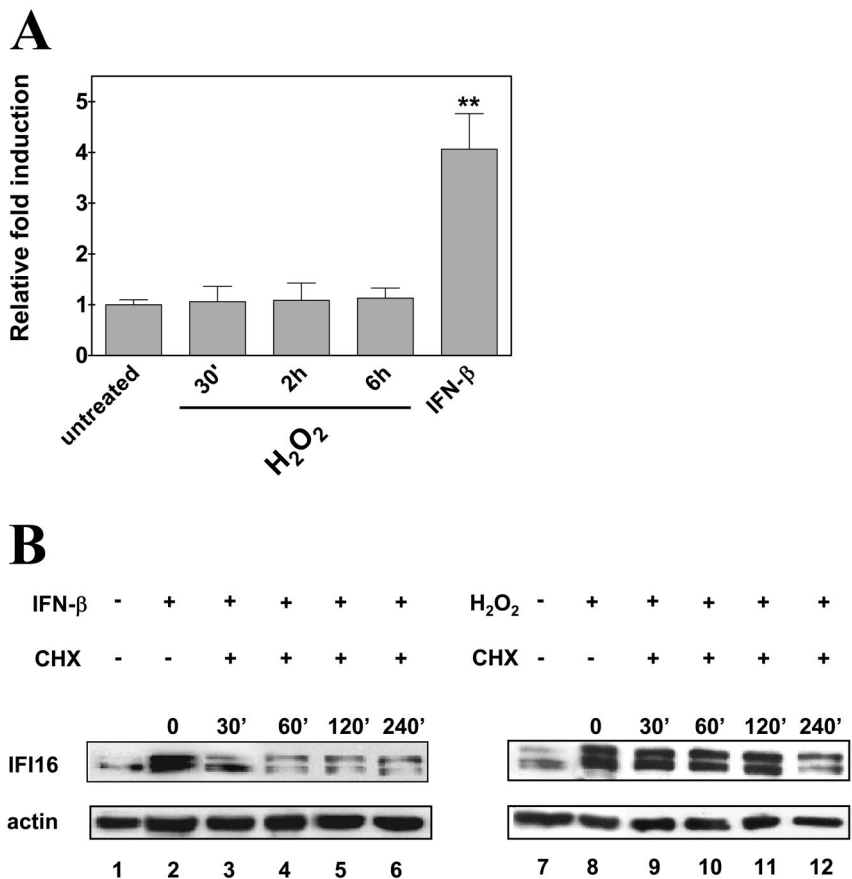 A
Relative fold induction
5
4
3
2
1
0
**
untreated 30' 2h 6h IFN-β
H₂O₂
B
IFN-β - + + + + +
CHX - - + + + +
0 30’ 60’ 120’ 240’
IFI16
actin
1 2 3 4 5 6
H₂O₂ - + + + + +
CHX - - + + + +
0 30’ 60’ 120’ 240’
7 8 9 10 11 12